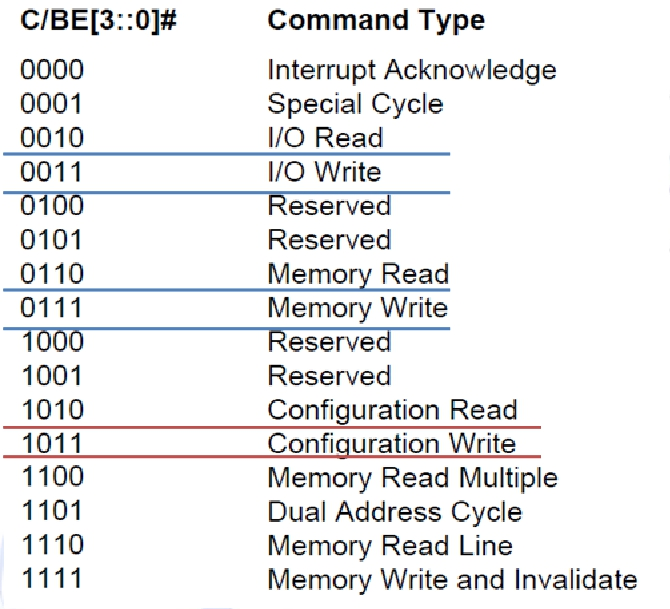 C/BE[3::0]# Command Type
0000 Interrupt Acknowledge
0001 Special Cycle
0010 I/O Read
0011 I/O Write
0100 Reserved
0101 Reserved
0110 Memory Read
0111 Memory Write
1000 Reserved
1001 Reserved
1010 Configuration Read
1011 Configuration Write
1100 Memory Read Multiple
1101 Dual Address Cycle
1110 Memory Read Line
1111 Memory Write and Invalidate